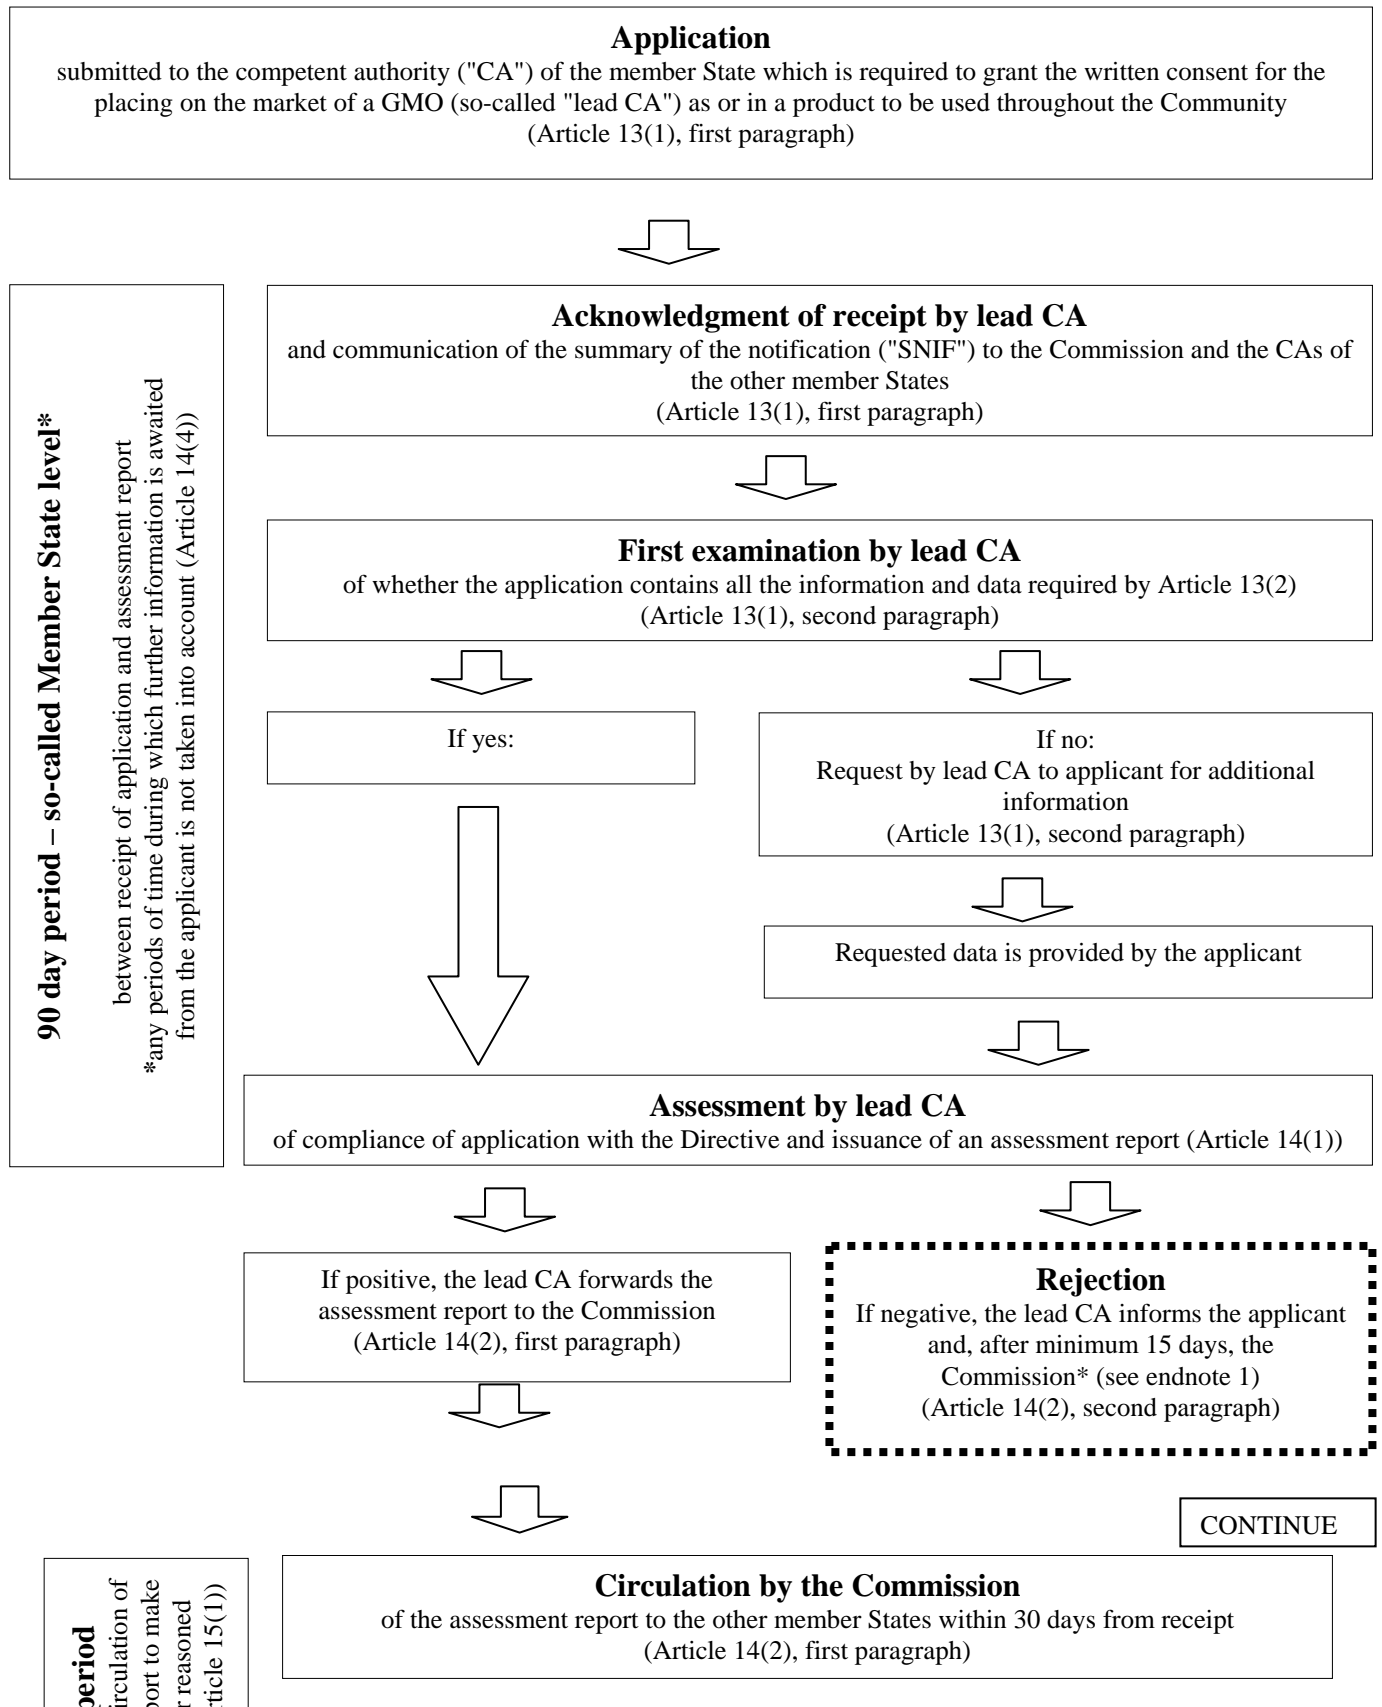 Application
submitted to the competent authority ("CA") of the member State which is required to grant the written consent for the
placing on the market of a GMO (so-called "lead CA") as or in a product to be used throughout the Community
(Article 13(1), first paragraph)
90 day period – so-called Member State level*
between receipt of application and assessment report
*any periods of time during which further information is awaited
from the applicant is not taken into account (Article 14(4))
Acknowledgment of receipt by lead CA
and communication of the summary of the notification ("SNIF") to the Commission and the CAs of
the other member States
(Article 13(1), first paragraph)
First examination by lead CA
of whether the application contains all the information and data required by Article 13(2)
(Article 13(1), second paragraph)
If yes:
If no:
Request by lead CA to applicant for additional
information
(Article 13(1), second paragraph)
Requested data is provided by the applicant
Assessment by lead CA
of compliance of application with the Directive and issuance of an assessment report (Article 14(1))
If positive, the lead CA forwards the
assessment report to the Commission
(Article 14(2), first paragraph)
Rejection
If negative, the lead CA informs the applicant
and, after minimum 15 days, the
Commission* (see endnote 1)
(Article 14(2), second paragraph)
CONTINUE
period
of
to make
reasoned
15(1))
Circulation by the Commission
of the assessment report to the other member States within 30 days from receipt
(Article 14(2), first paragraph)